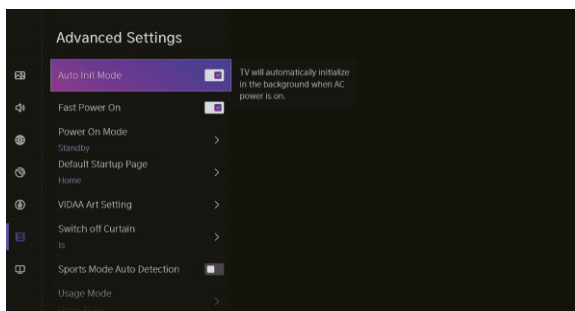 Advanced Settings
Auto Init Mode
TV will automatically initialize
in the background when AC
power is on.
Fast Power On
Power On Mode
Standby
Default Startup Page
Home
VIDAA Art Setting
Switch off Curtain
1s
Sports Mode Auto Detection
Usage Mode